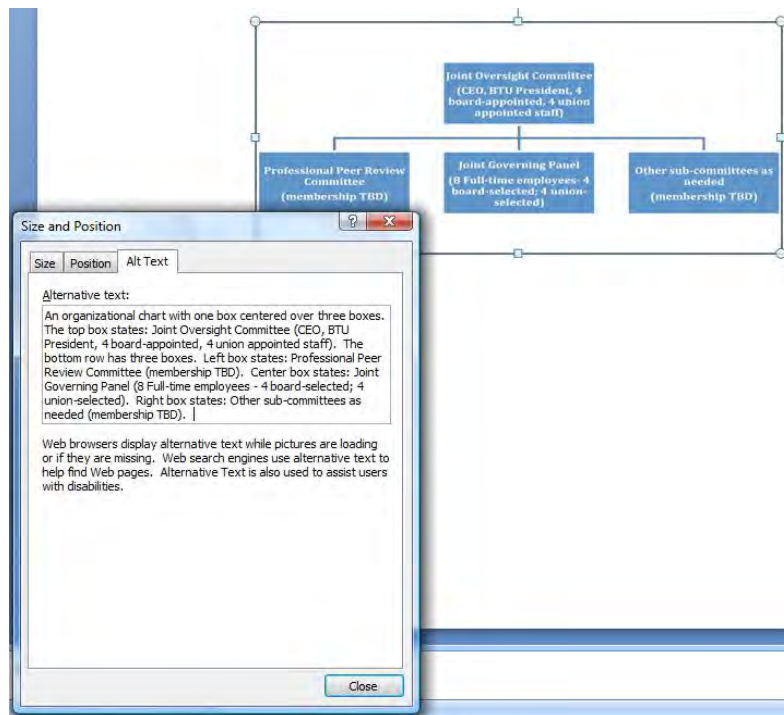 Joint Oversight Committee
(CEO, BTU President, 4
board-appointed, 4 union
appointed staff)
Professional Peer Review
Committee
(membership TBD)
Joint Governing Panel
(8 Full-time employees- 4
board-selected; 4 union-
selected)
Other sub-committees as
needed
(membership TBD)
Size and Position
Size Position Alt Text
Alternative text:
An organizational chart with one box centered over three boxes.
The top box states: Joint Oversight Committee (CEO, BTU
President, 4 board-appointed, 4 union appointed staff). The
bottom row has three boxes. Left box states: Professional Peer
Review Committee (membership TBD). Center box states: Joint
Governing Panel (8 Full-time employees - 4 board-selected; 4
union-selected). Right box states: Other sub-committees as
needed (membership TBD).
Web browsers display alternative text while pictures are loading
or if they are missing. Web search engines use alternative text to
help find Web pages. Alternative Text is also used to assist users
with disabilities.
Close